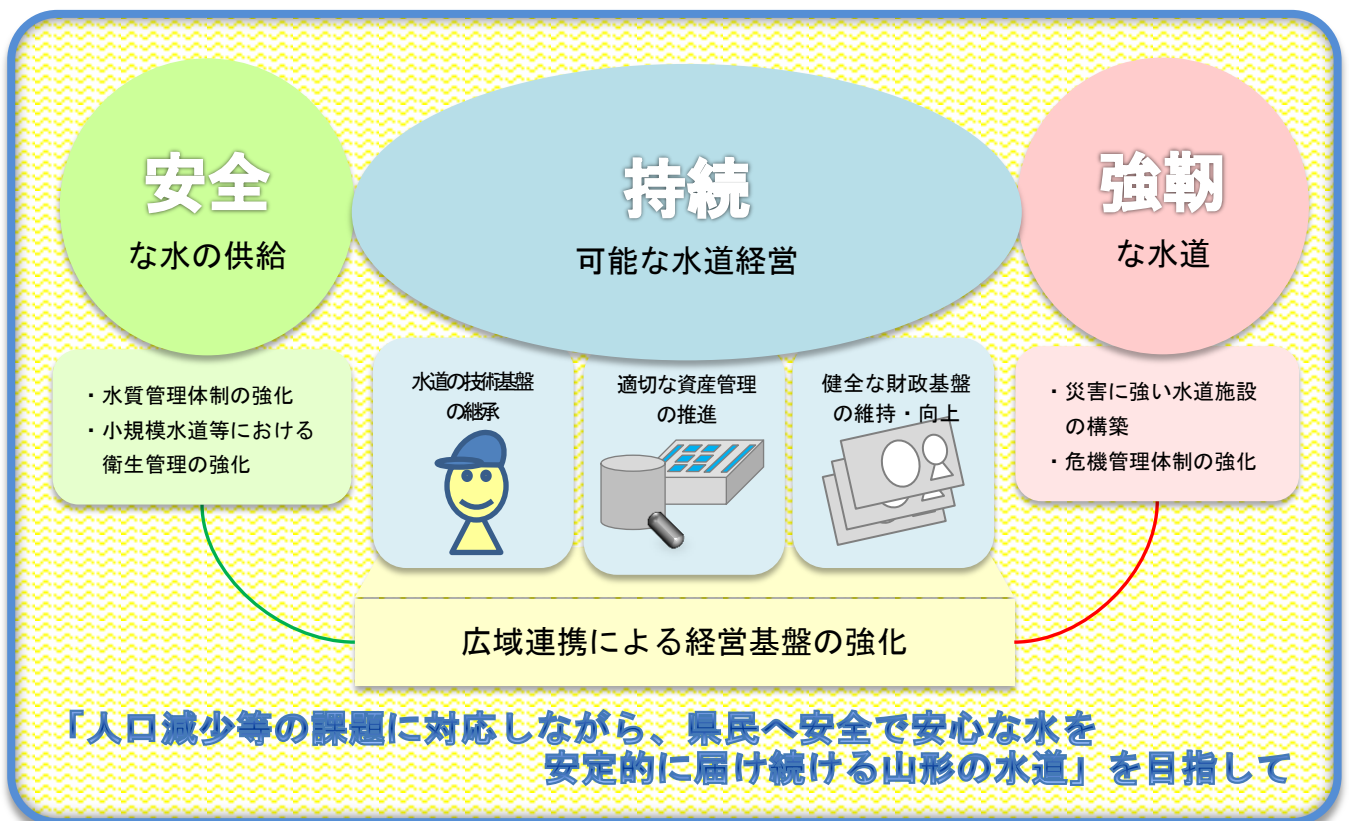 安全
な水の供給
持続
可能な水道経営
強靭
な水道
・水質管理体制の強化
・小規模水道等における
衛生管理の強化
水道の技術基盤
の継承
適切な資産管理
の推進
健全な財政基盤
の維持・向上
・災害に強い水道施設
の構築
・危機管理体制の強化
広域連携による経営基盤の強化
「人口減少等の課題に対応しながら、県民へ安全で安心な水を
安定的に届け続ける山形の水道」を目指して